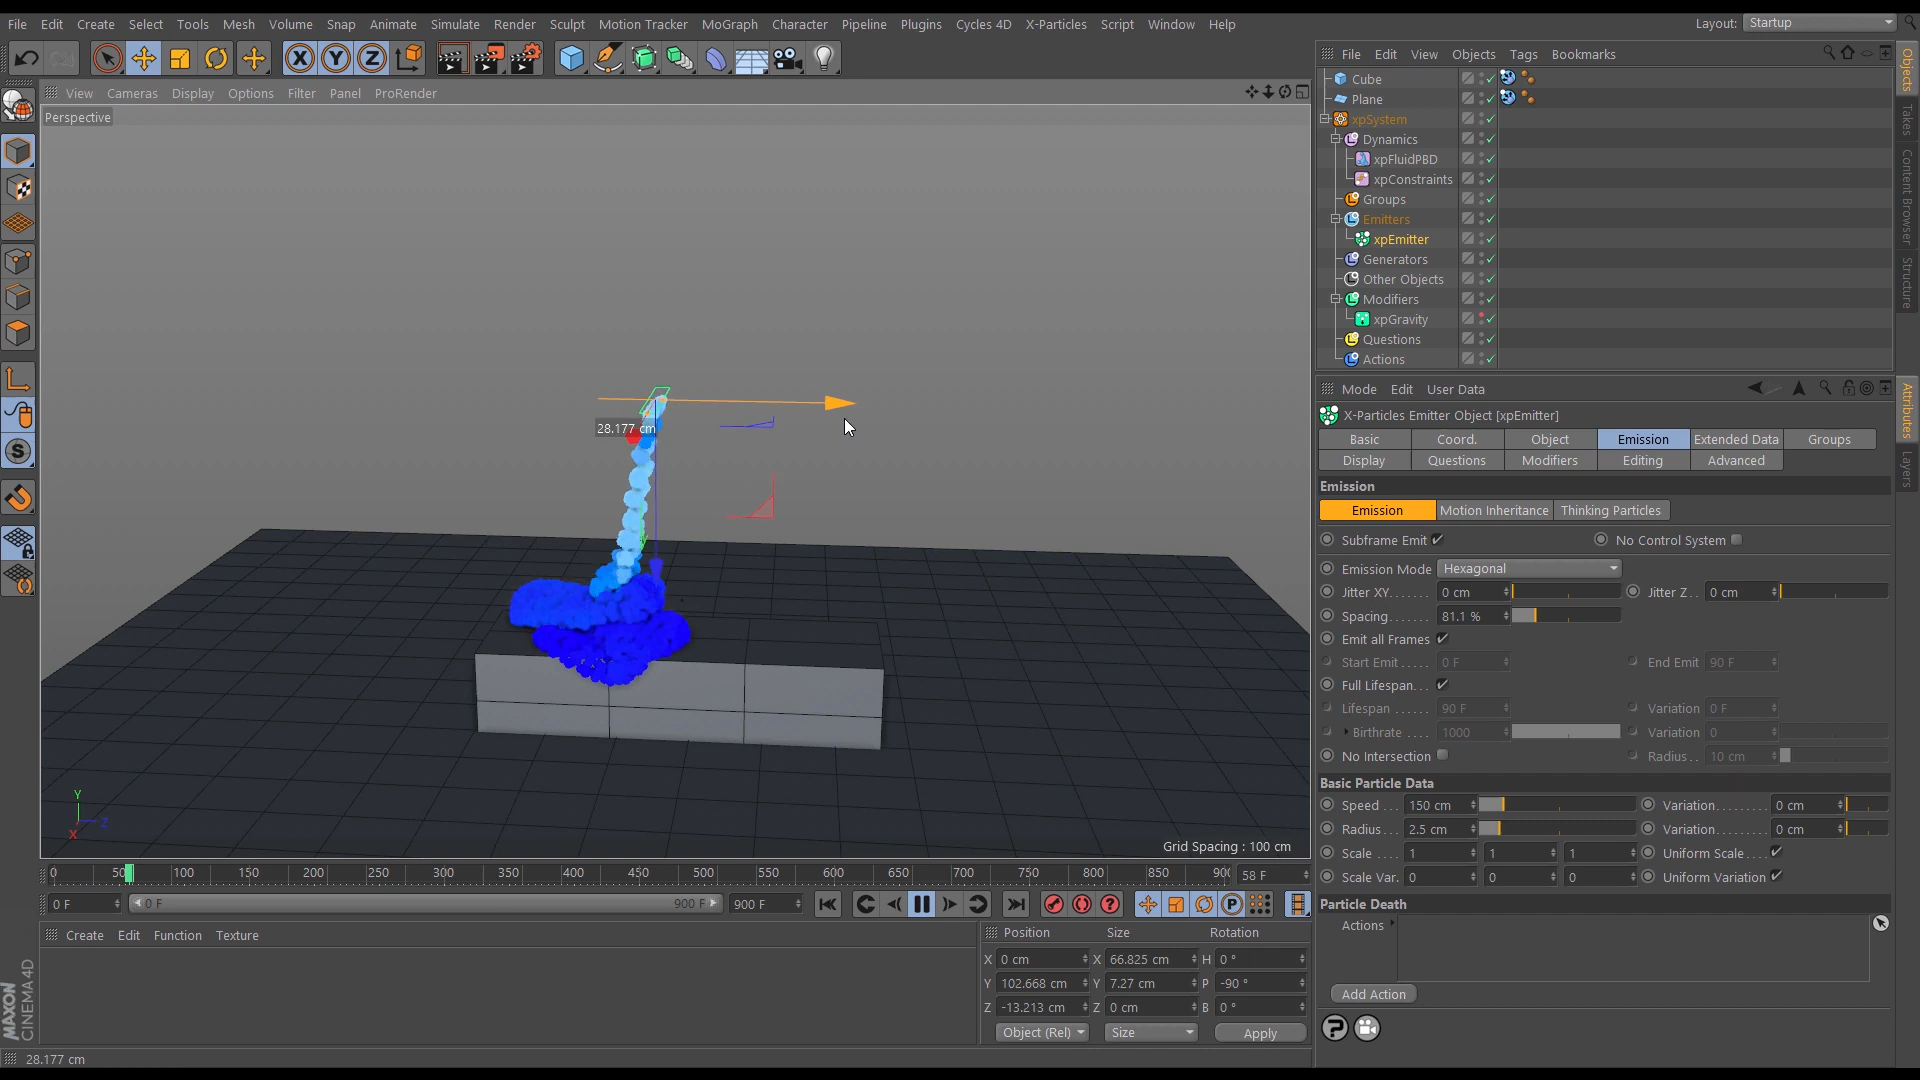 File Edit Create Select Tools Mesh Volume Snap Animate Simulate Render Sculpt Motion Tracker MoGraph Character Pipeline Plugins Cycles 4D X-Particles Script Window Help
Layout: Startup
View Cameras Display Options Filter Panel ProRender
Perspective
28.177 cm
Y
Z
X
Grid Spacing : 100 cm
File Edit View Objects Tags Bookmarks
Cube
Plane
xpSystem
Dynamics
xpFluidPBD
xpConstraints
Groups
Emitters
xpEmitter
Generators
Other Objects
Modifiers
xpGravity
Questions
Actions
Objects
Takes
Content Browser
Structure
Mode Edit User Data
X-Particles Emitter Object [xpEmitter]
Basic Coord. Object Emission Extended Data Groups
Display Questions Modifiers Editing Advanced
Emission
Emission Motion Inheritance Thinking Particles
Subframe Emit No Control System
Emission Mode Hexagonal
Jitter XY....... 0 cm Jitter Z.. 0 cm
Spacing....... 81.1 %
Emit all Frames
Start Emit..... 0 F End Emit 90 F
Full Lifespan...
Lifespan ...... 90 F Variation 0 F
Birthrate .... 1000 Variation 0
No Intersection Radius.. 10 cm
Basic Particle Data
Speed ... 150 cm Variation........ 0 cm
Radius... 2.5 cm Variation........ 0 cm
Scale .... 1 1 1 Uniform Scale....
Scale Var. 0 0 0 Uniform Variation
Particle Death
Actions
Add Action
Attributes
Layers
0 50 100 150 200 250 300 350 400 450 500 550 600 650 700 750 800 850 90 58 F
0 F 0 F 900 F 900 F
Create Edit Function Texture
Position Size Rotation
X 0 cm X 66.825 cm H 0 °
Y 102.668 cm Y 7.27 cm P -90 °
Z -13.213 cm Z 0 cm B 0 °
Object (Rel) Size Apply
MAXON
CINEMA 4D
28.177 cm